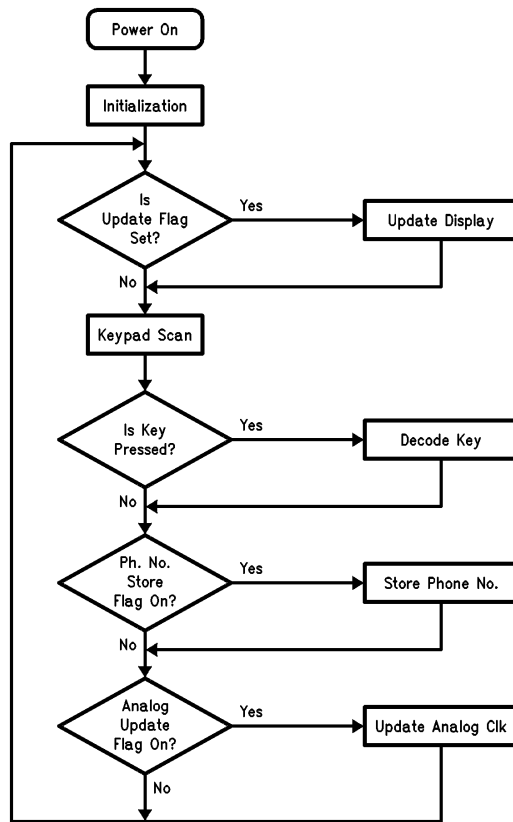 Power On
Initialization
Is
Update Flag
Set?
Yes
Update Display
No
Keypad Scan
Is Key
Pressed?
Yes
Decode Key
No
Ph. No.
Store
Flag On?
Yes
Store Phone No.
No
Analog
Update
Flag On?
Yes
Update Analog Clk
No